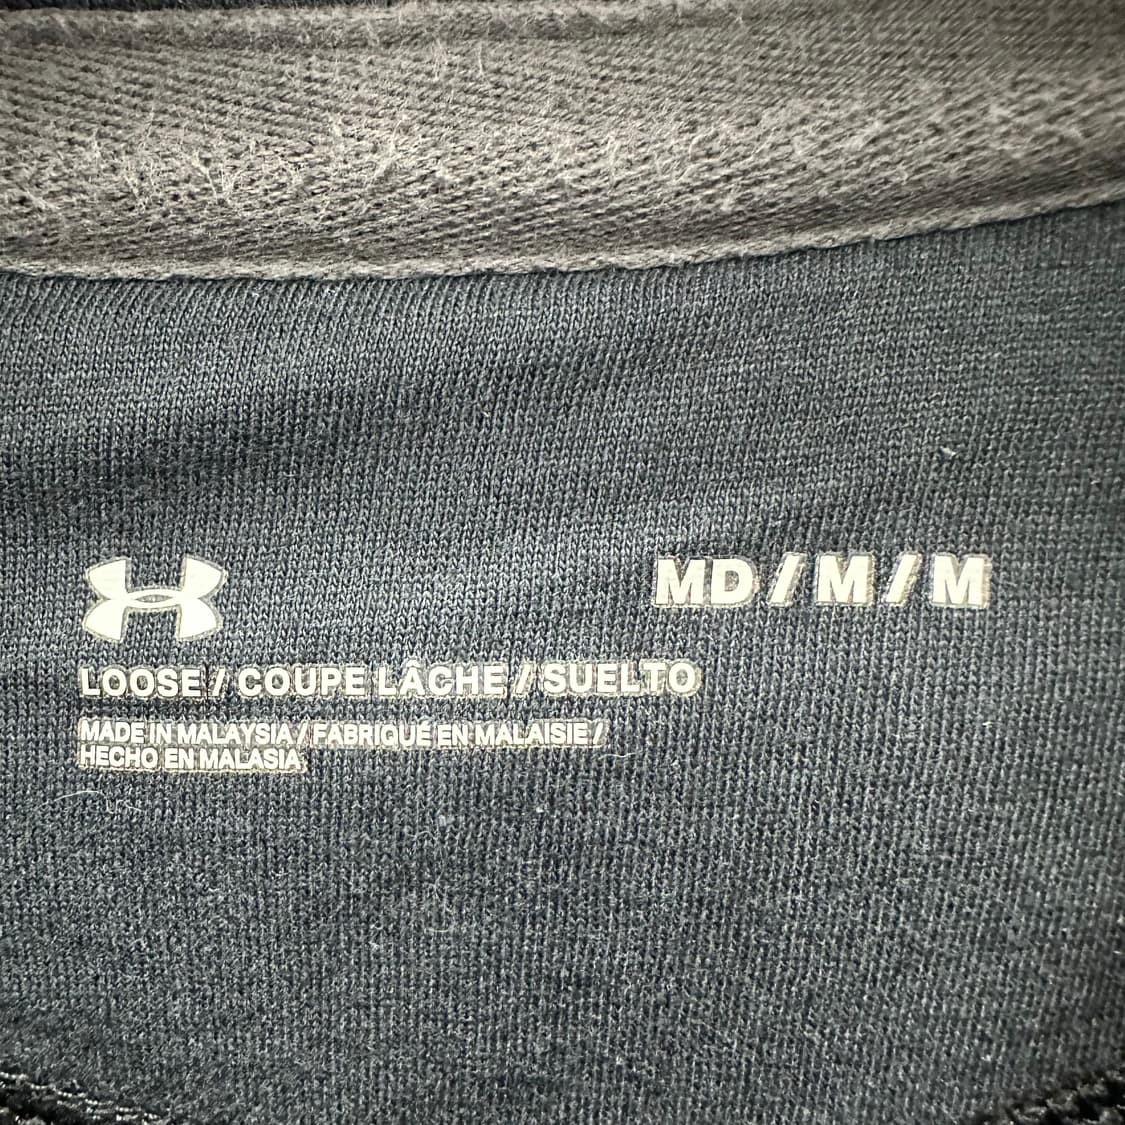 MD / M / M
LOOSE / COUPE LÂCHE / SUELTO
MADE IN MALAYSIA / FABRIQUÉ EN MALAISIE /
HECHO EN MALASIA